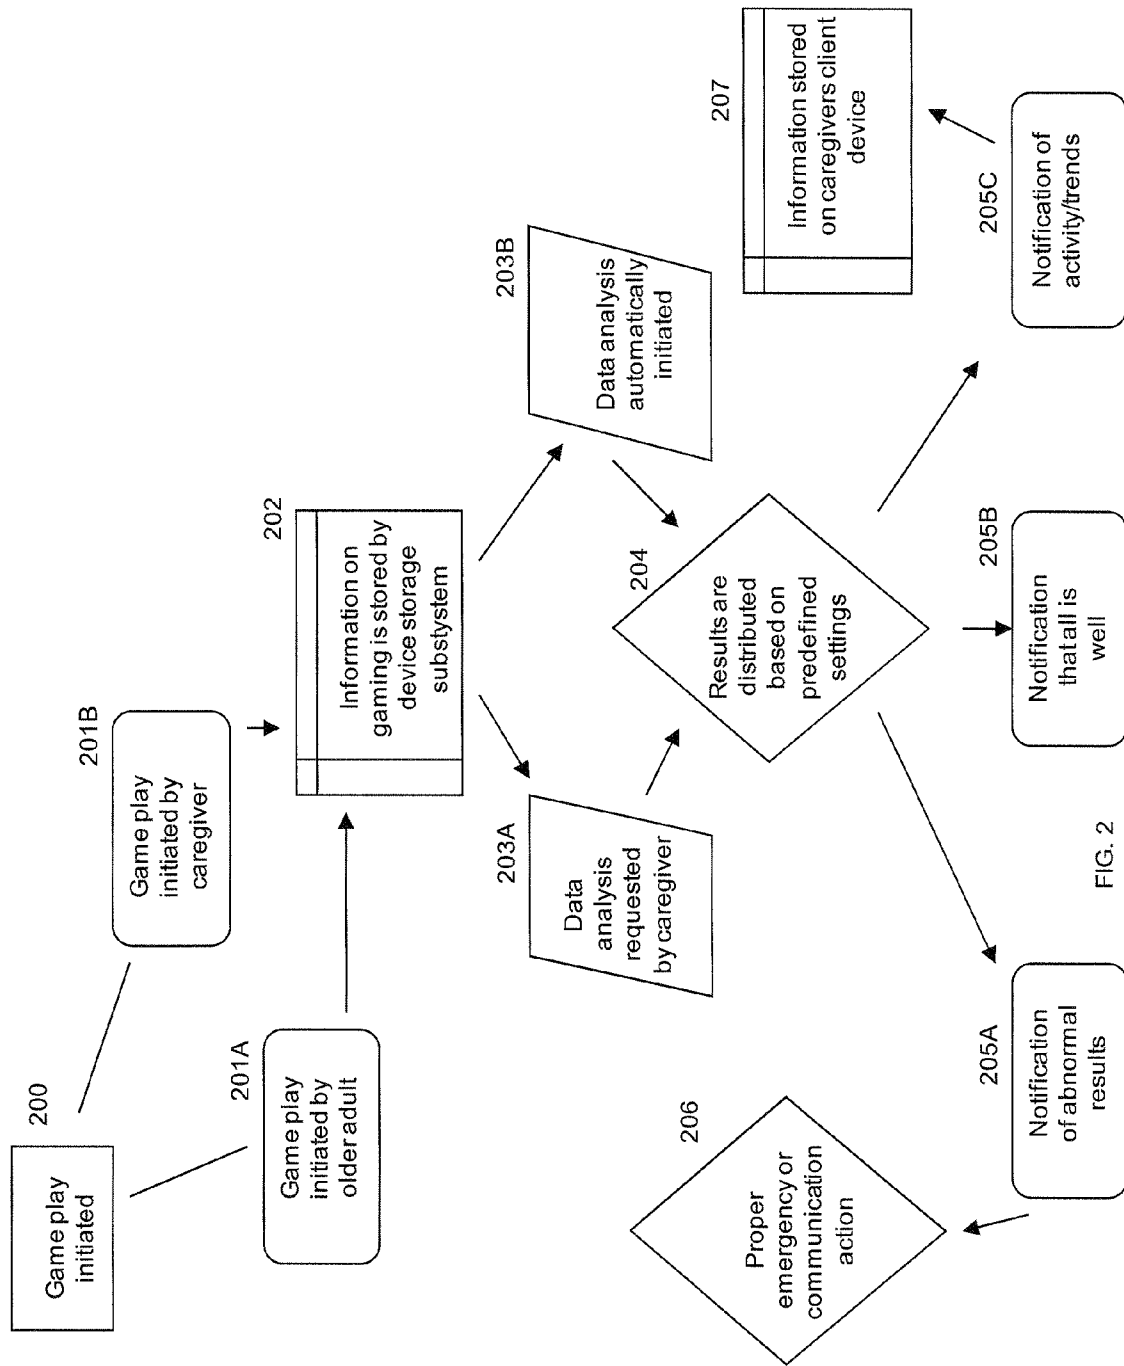 200
Game play
initiated
201B
Game play
initiated by
caregiver
201A
Game play
initiated by
older adult
202
Information on
gaming is stored by
device storage
substystem
203A
Data
analysis
requested
by caregiver
203B
Data analysis
automatically
initiated
204
Results are
distributed
based on
predefined
settings
206
Proper
emergency or
communication
action
207
Information stored
on caregivers client
device
205A
Notification
of abnormal
results
205B
Notification
that all is
well
205C
Notification of
activity/trends
FIG. 2